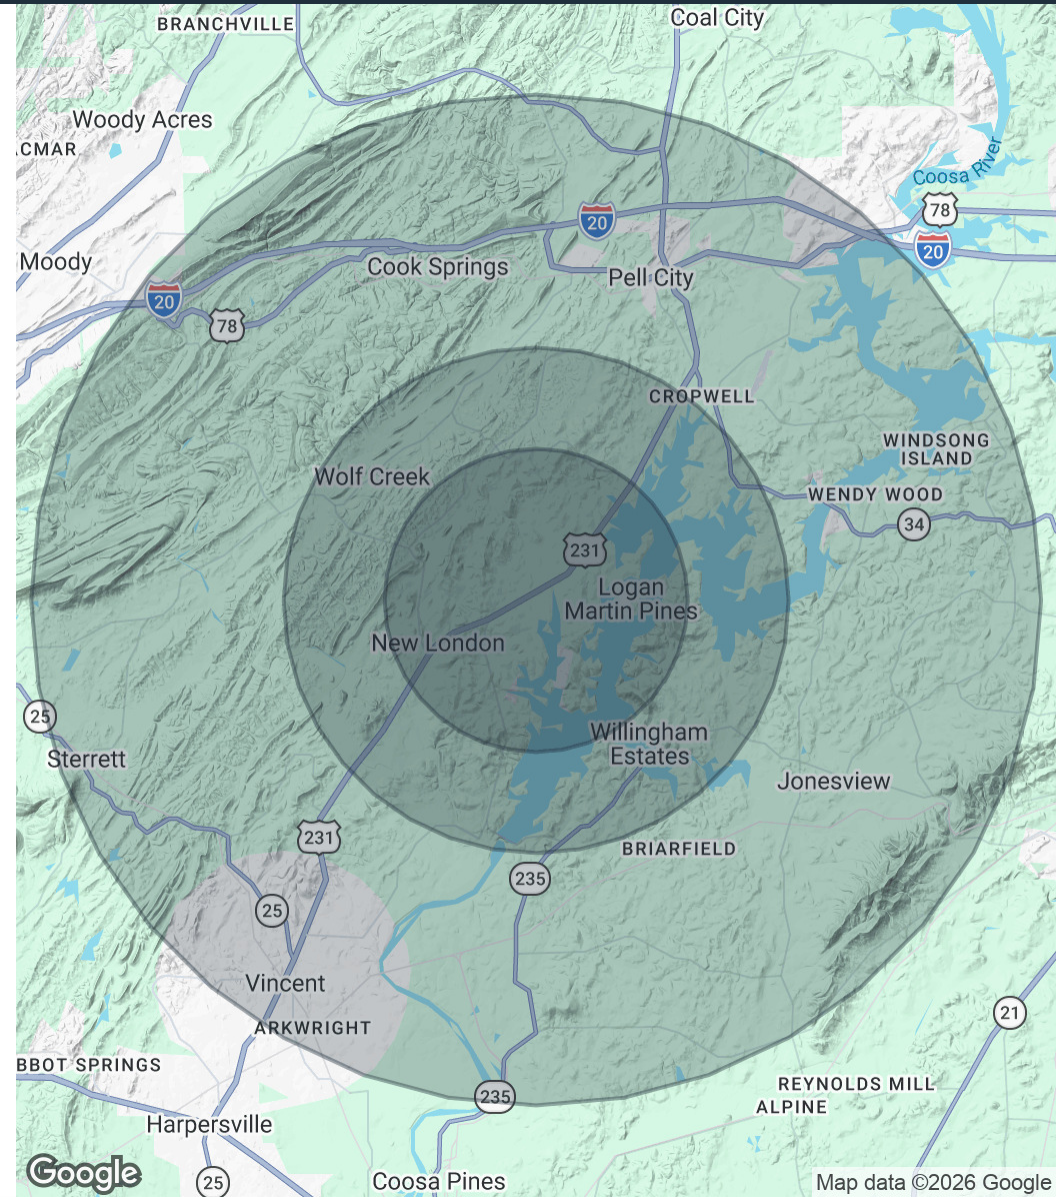 Coal City
BRANCHVILLE
Woody Acres
ACMAR
Coosa River
78
20
20
Moody
Cook Springs
Pell City
20
78
CROPWELL
WINDSONG
ISLAND
Wolf Creek
WENDY WOOD
34
231
Logan
Martin Pines
New London
25
Willingham
Estates
Sterrett
Jonesview
231
BRIARFIELD
235
25
Vincent
21
ARKWRIGHT
BBOT SPRINGS
REYNOLDS MILL
235
ALPINE
Harpersville
Google
25
Coosa Pines
Map data ©2026 Google